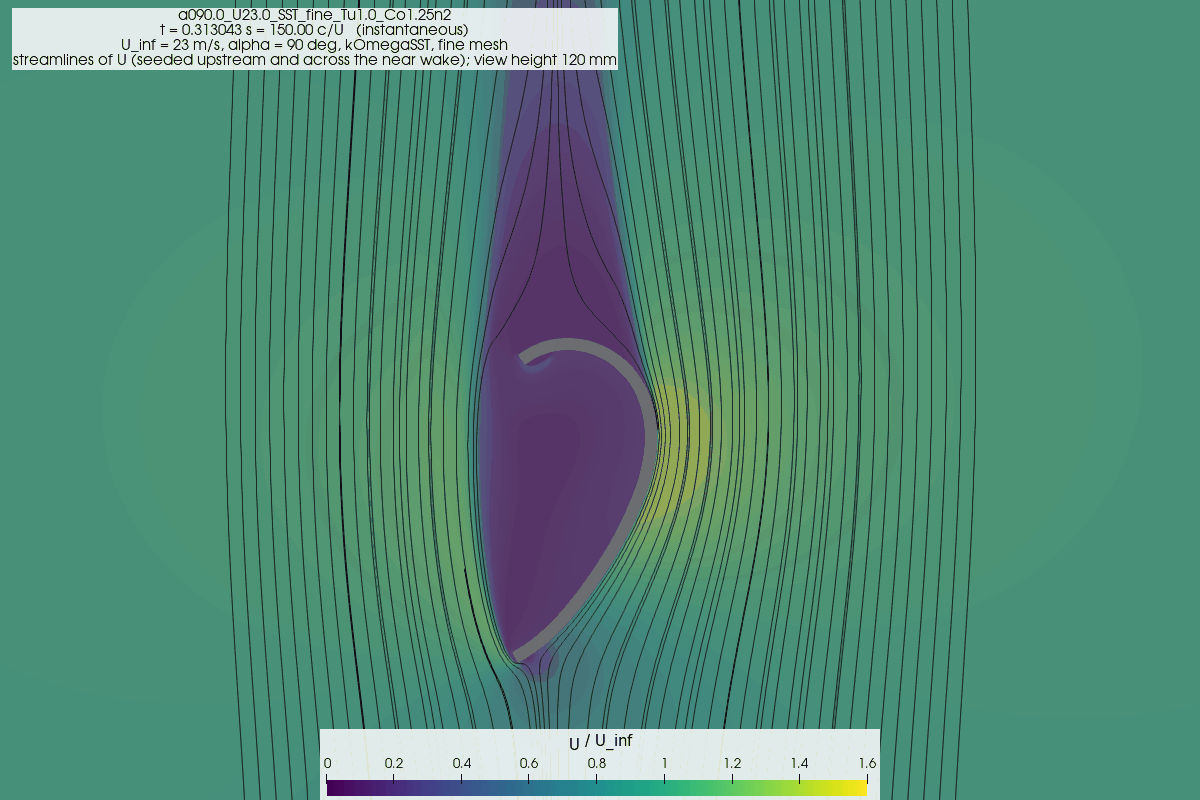 a090.0_U23.0_SST_fine_Tu1.0_Co1.25n2
t = 0.313043 s = 150.00 c/U (instantaneous)
U_inf = 23 m/s, alpha = 90 deg, kOmegaSST, fine mesh
streamlines of U (seeded upstream and across the near wake); view height 120 mm
U / U_inf
0 0.2 0.4 0.6 0.8 1 1.2 1.4 1.6